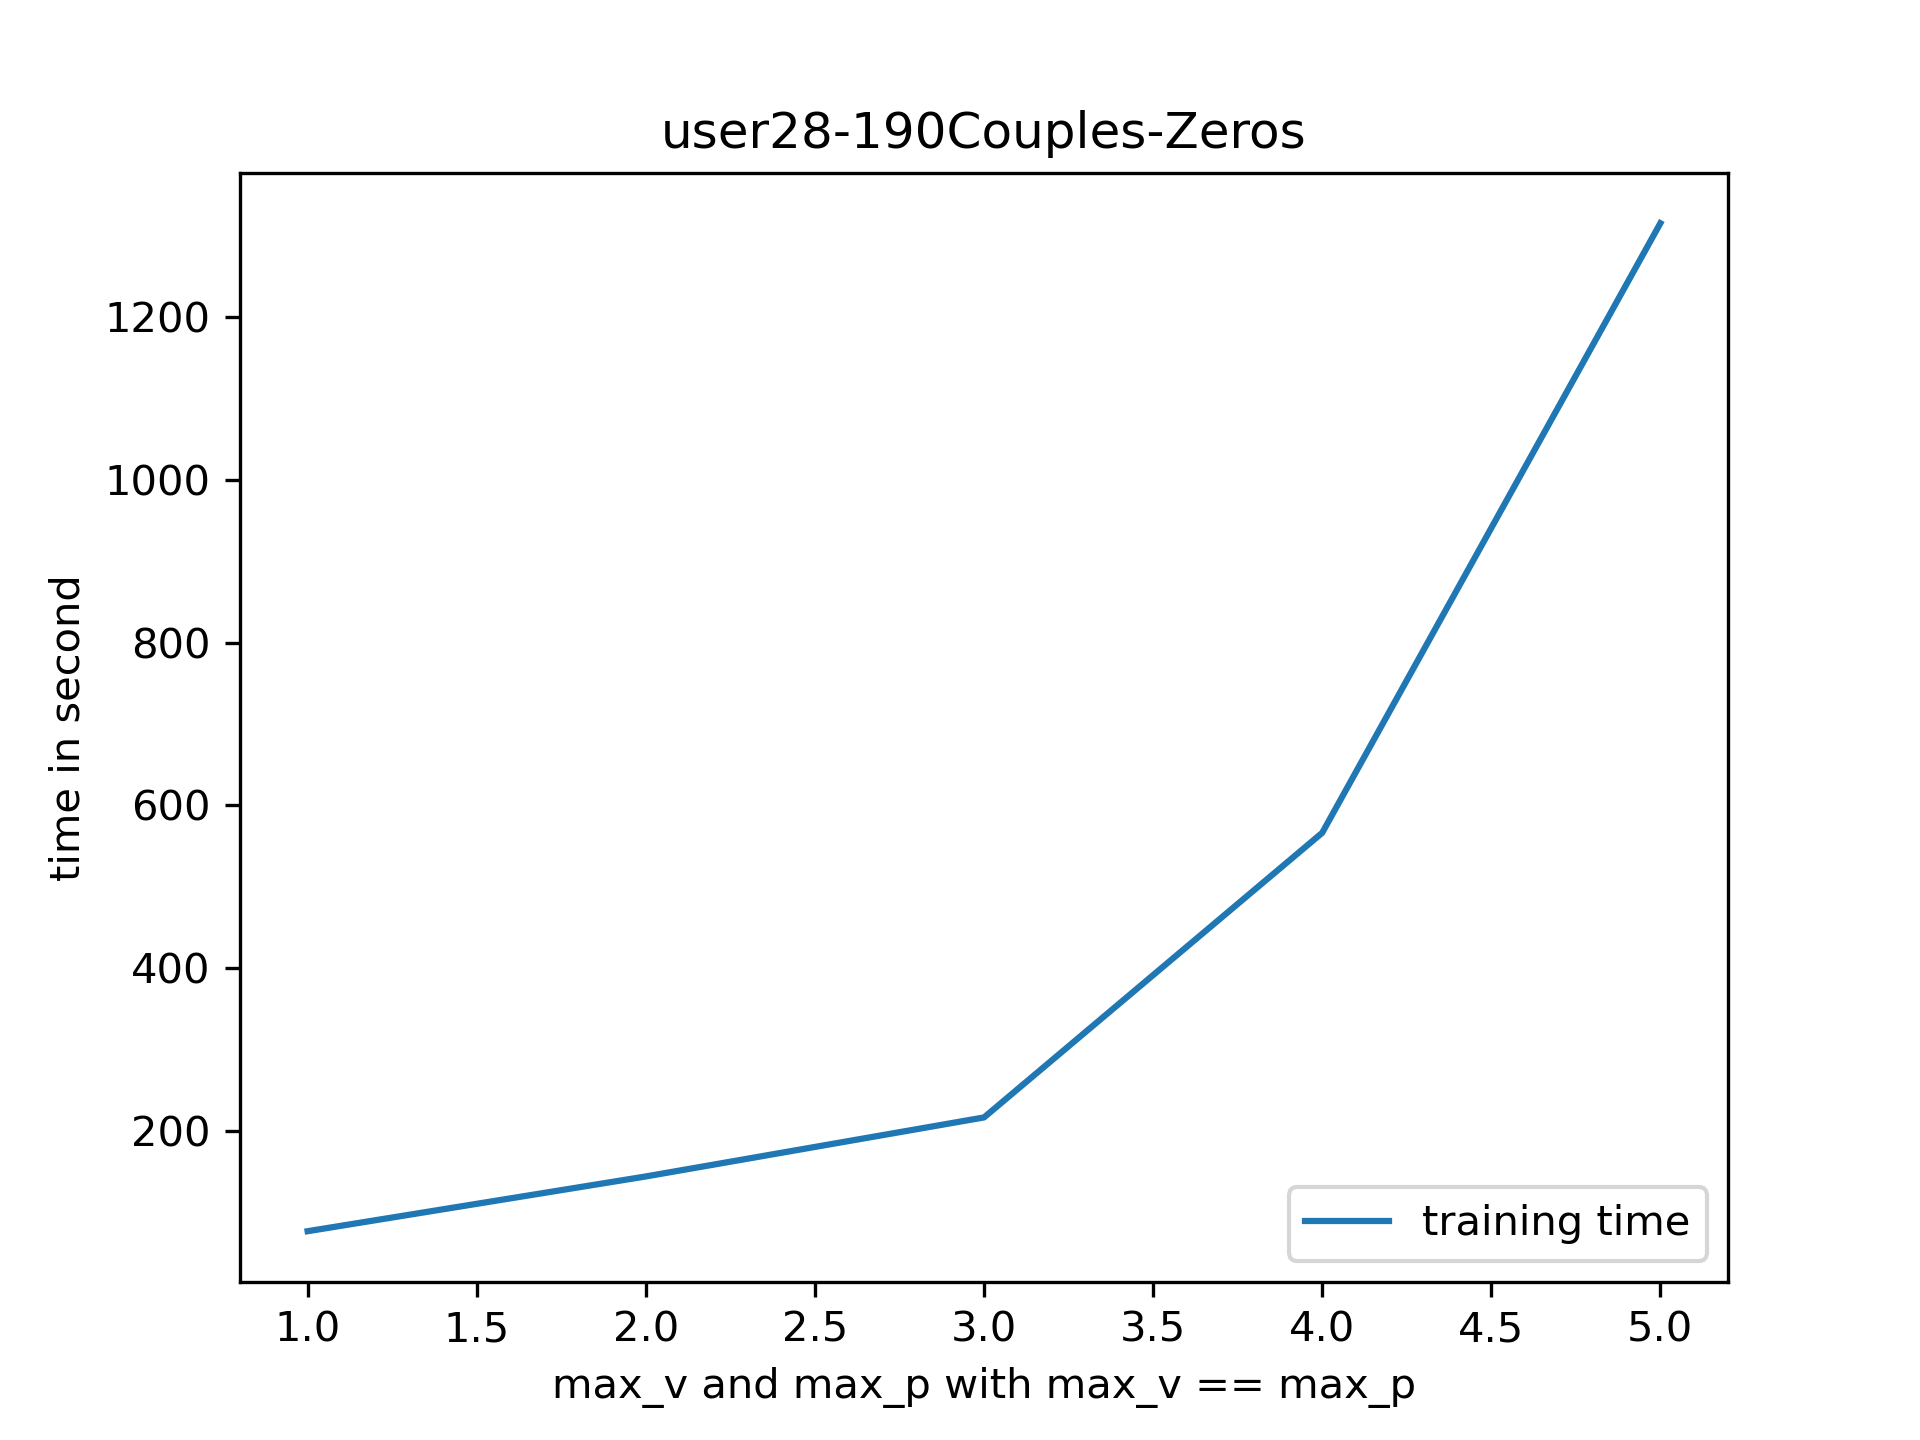 user28-190Couples-Zeros
time in second
1200
1000
800
600
400
200
training time
1.0 1.5 2.0 2.5 3.0 3.5 4.0 4.5 5.0
max_v and max_p with max_v == max_p